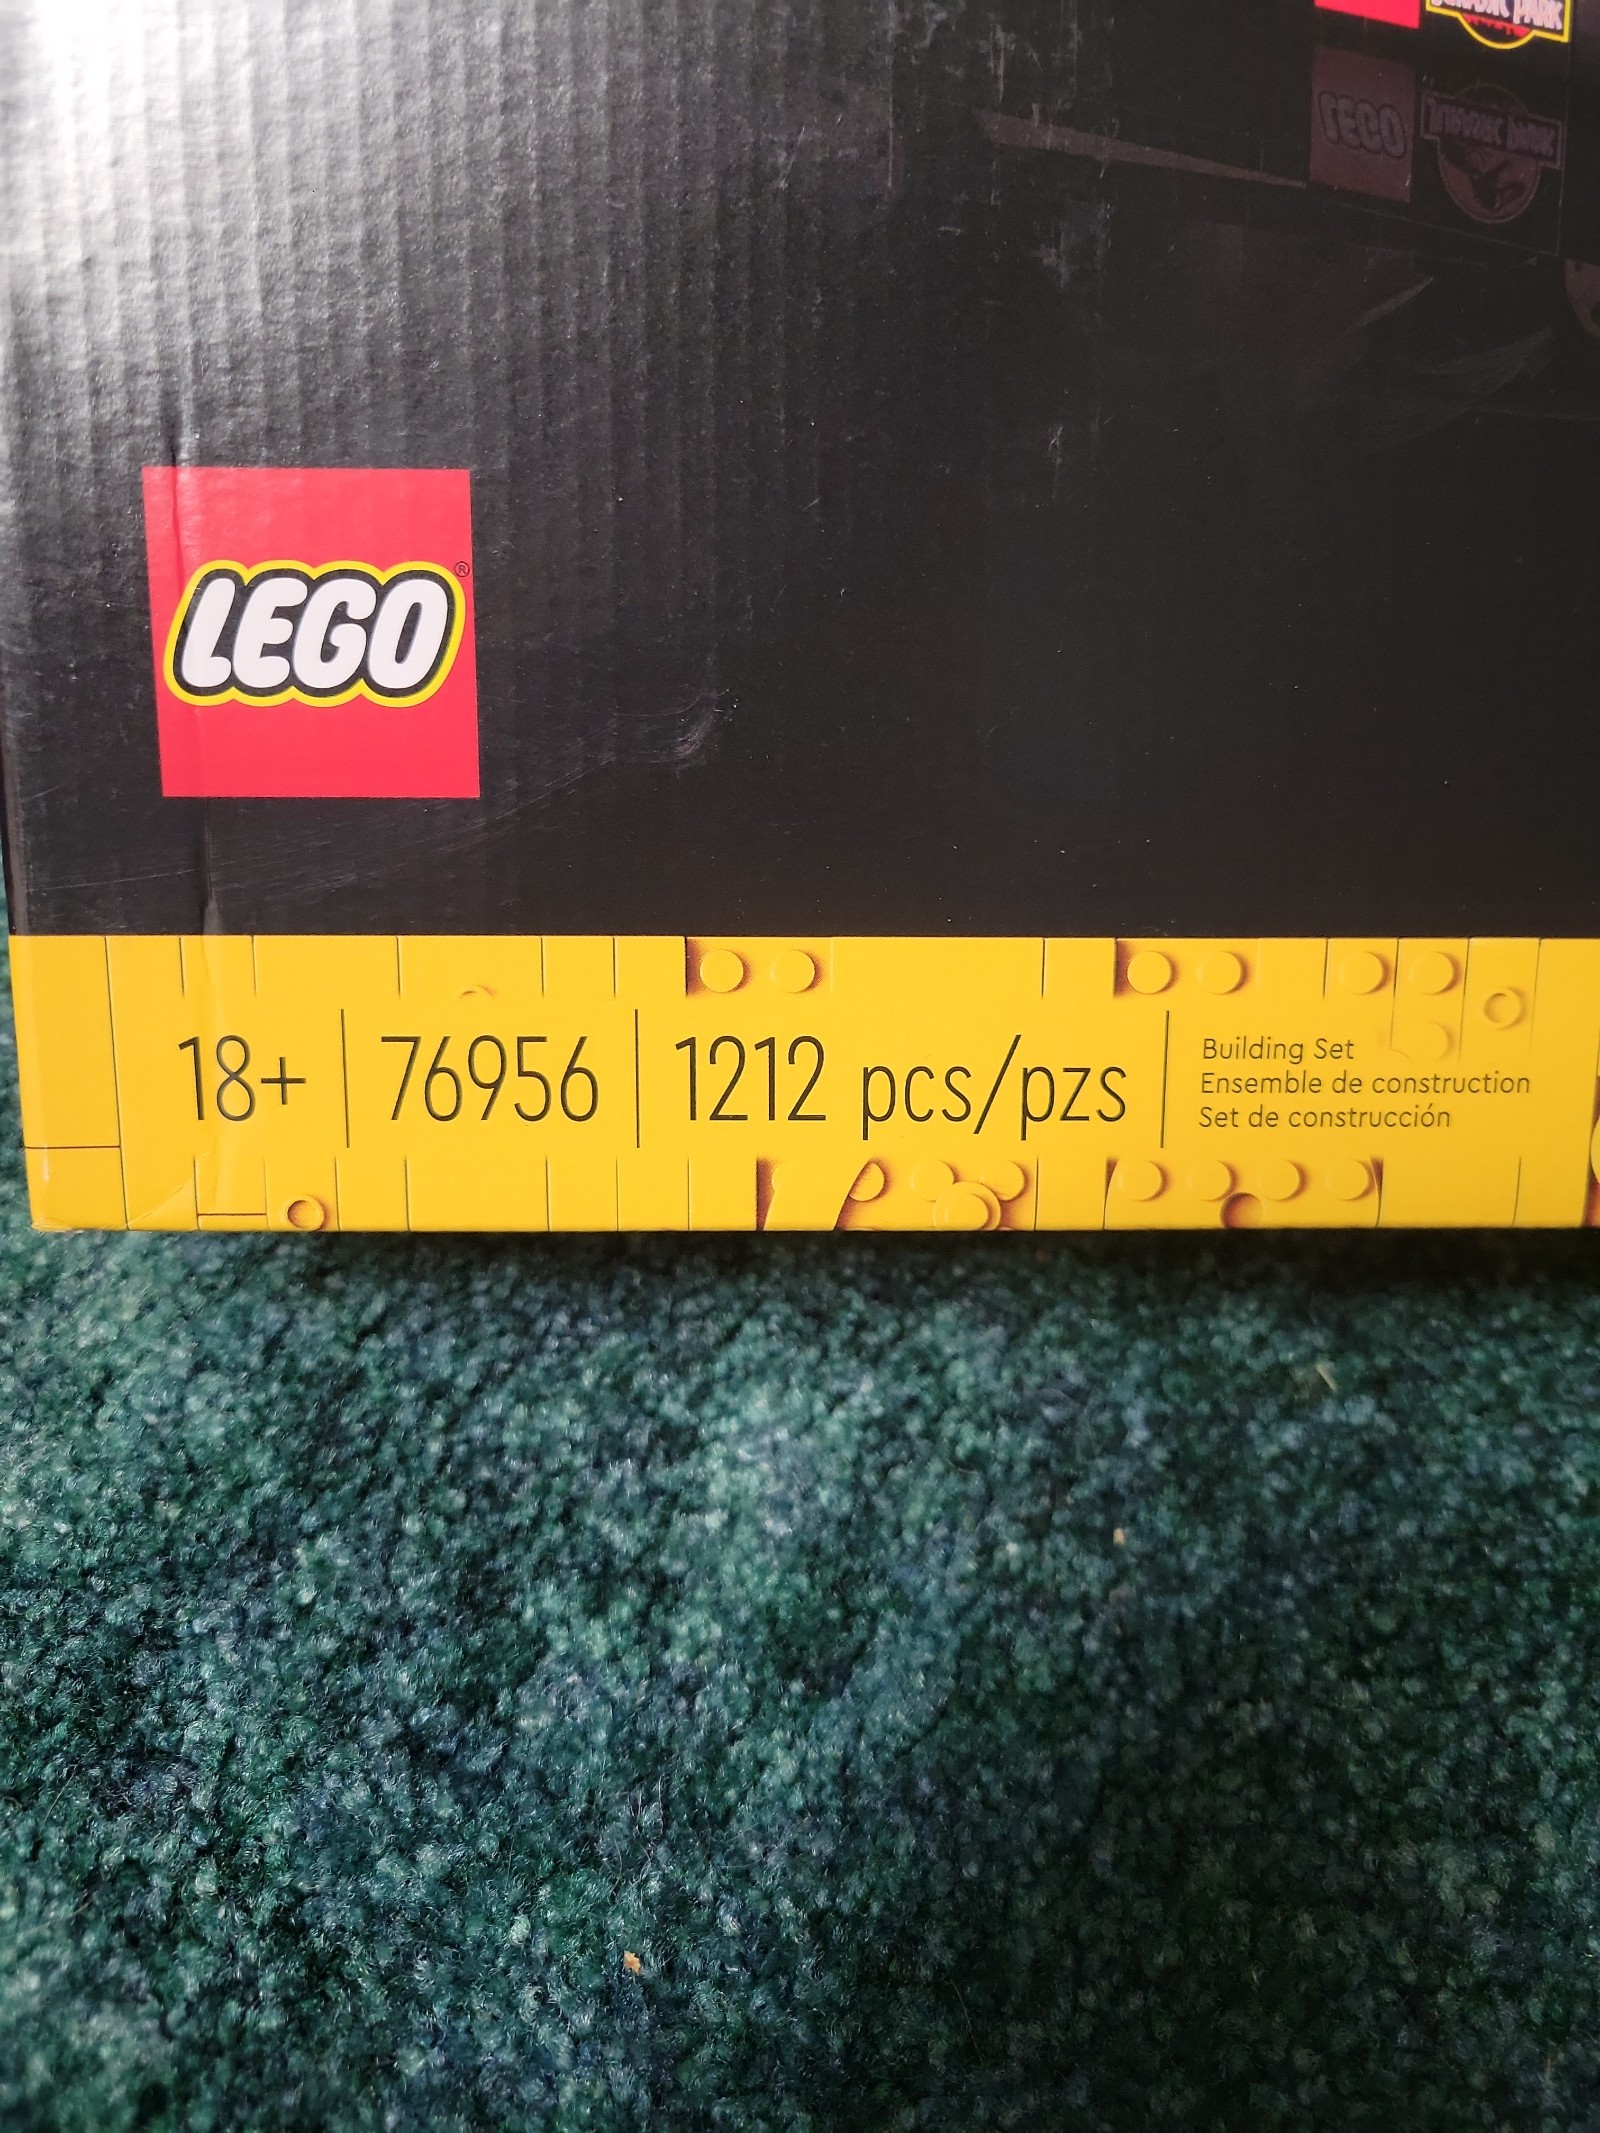 JURASSIC PARK
LEGO
JURASSIC PARK
LEGO®
18+ | 76956 | 1212 pcs/pzs
Building Set
Ensemble de construction
Set de construcción